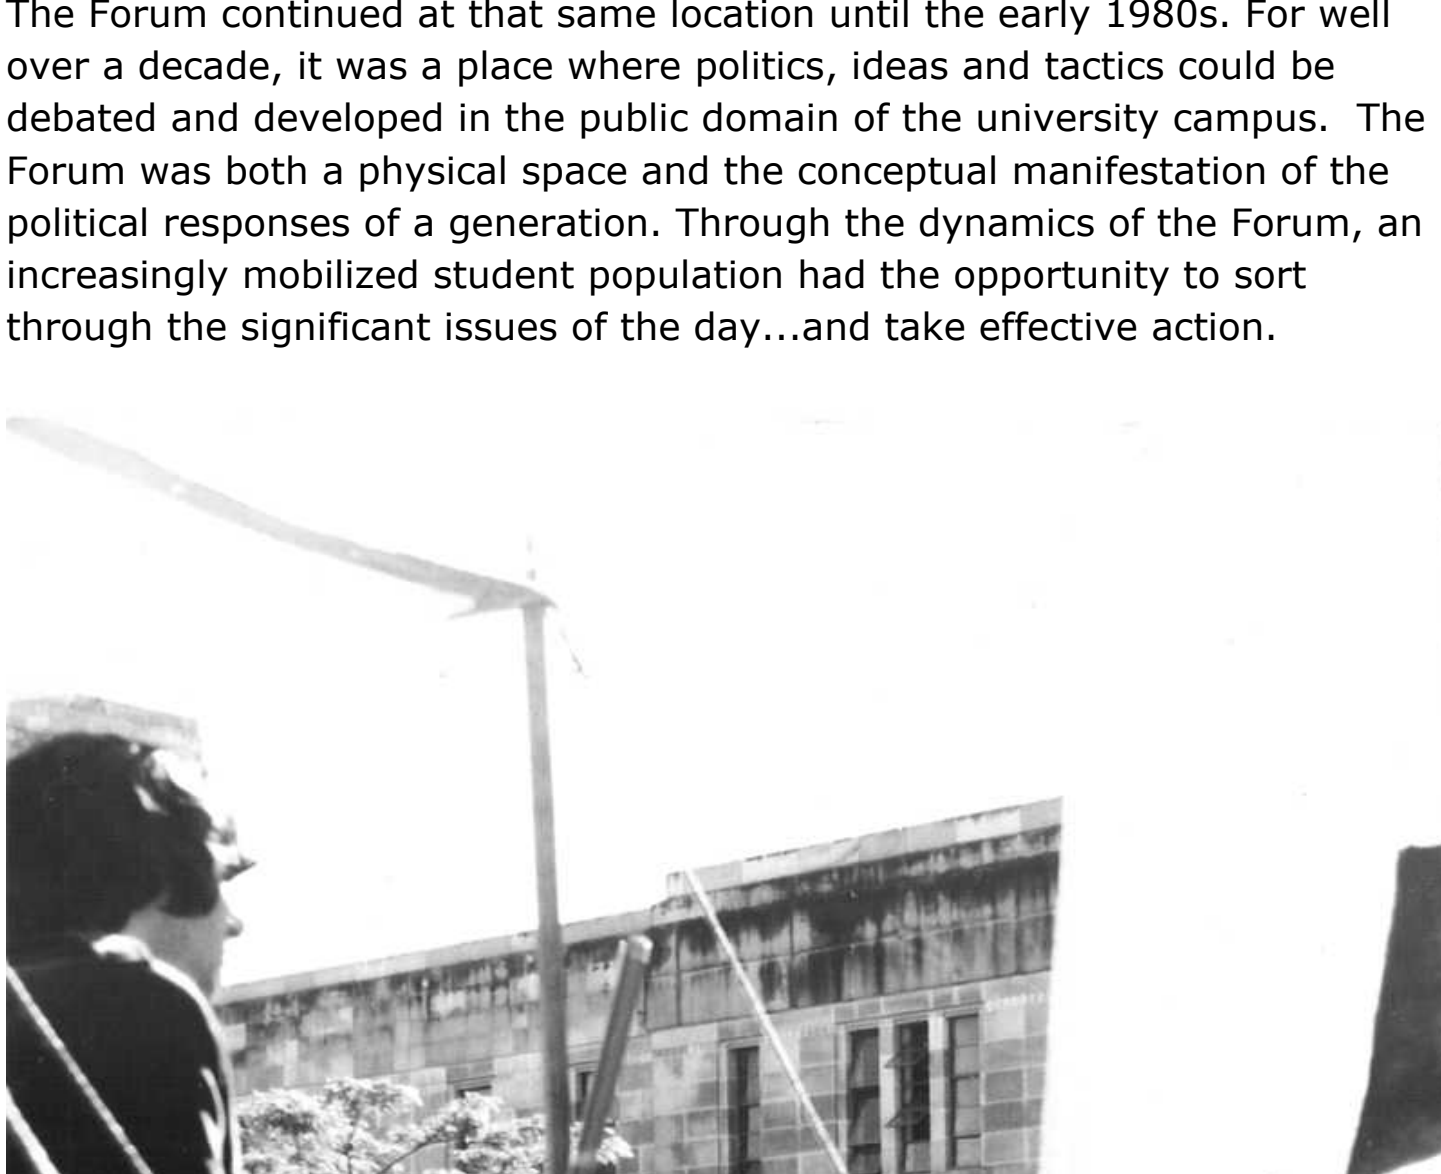 The Forum continued at that same location until the early 1980s. For well
over a decade, it was a place where politics, ideas and tactics could be
debated and developed in the public domain of the university campus.  The
Forum was both a physical space and the conceptual manifestation of the
political responses of a generation. Through the dynamics of the Forum, an
increasingly mobilized student population had the opportunity to sort
through the significant issues of the day...and take effective action.